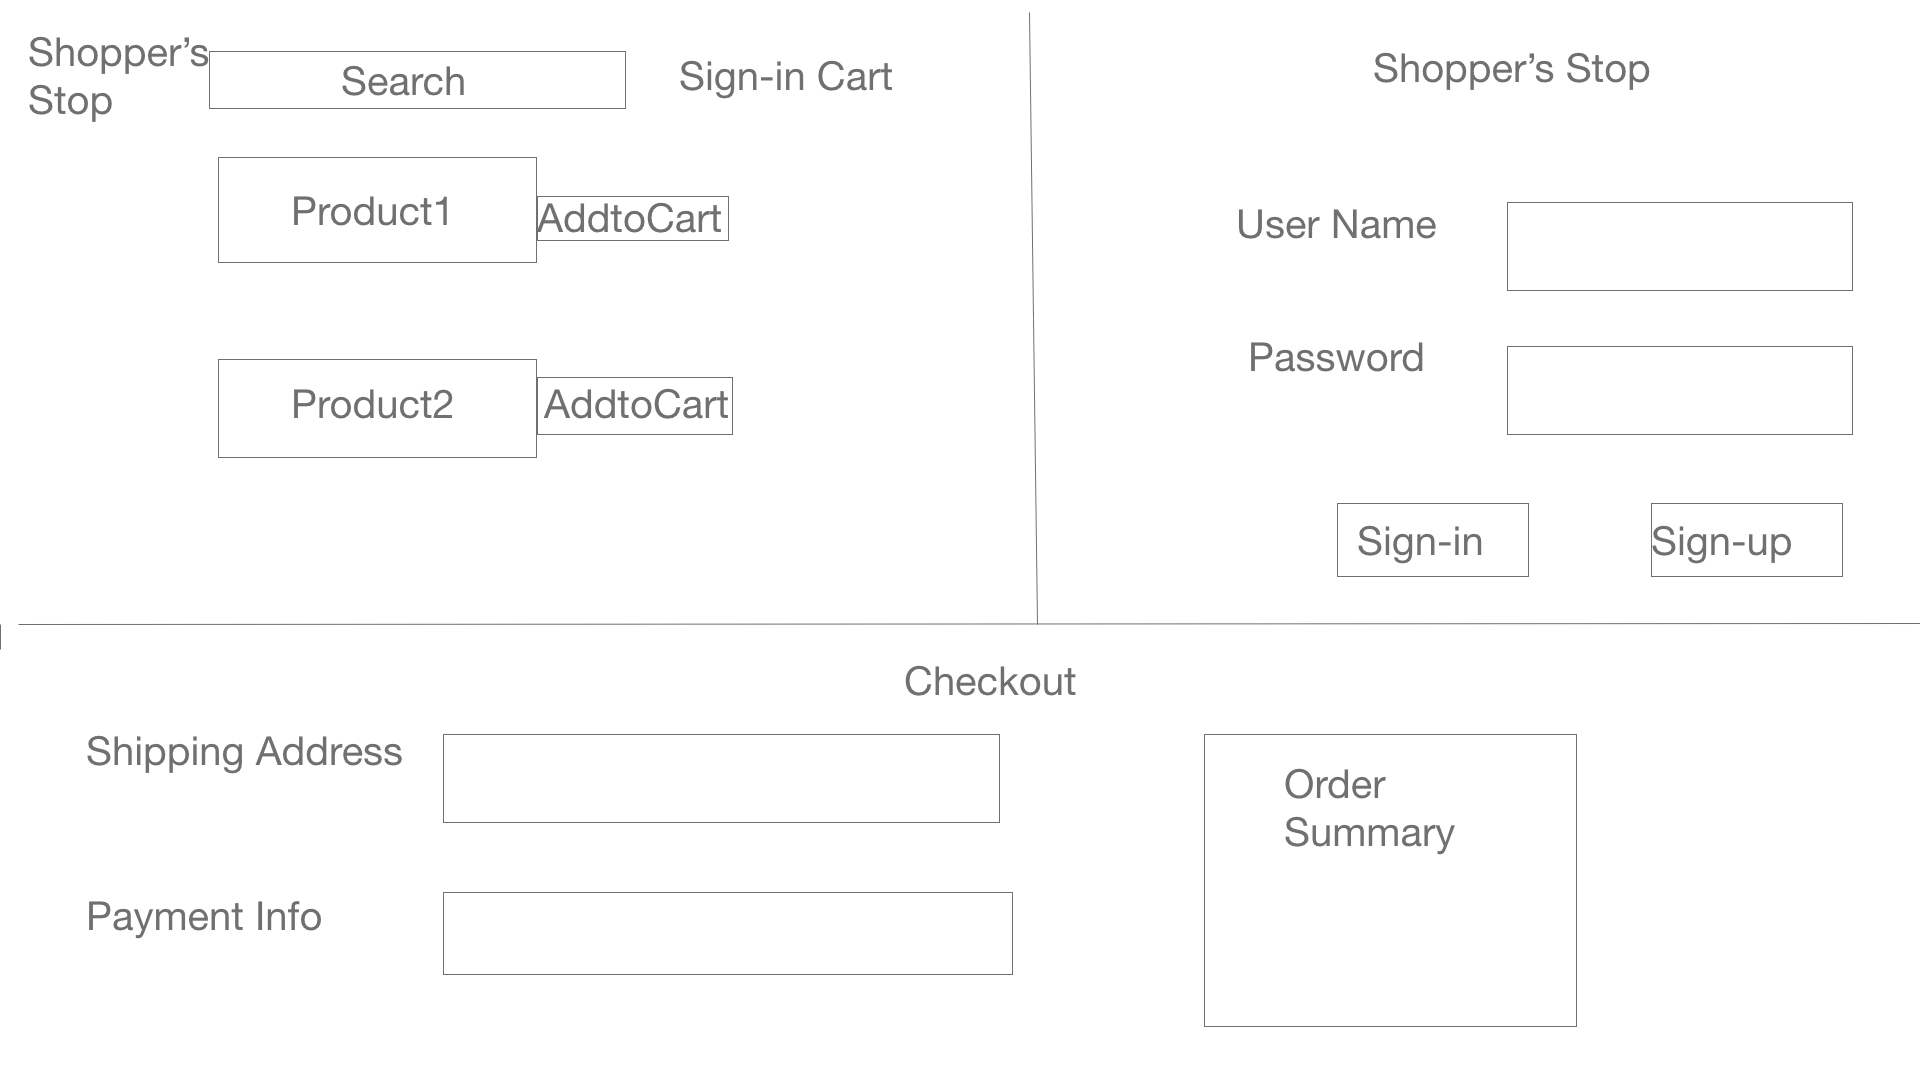 Shopper’s
Stop
Search
Sign-in Cart
Product1
AddtoCart
Product2
AddtoCart
Shopper’s Stop
User Name
Password
Sign-in
Sign-up
Checkout
Shipping Address
Payment Info
Order
Summary